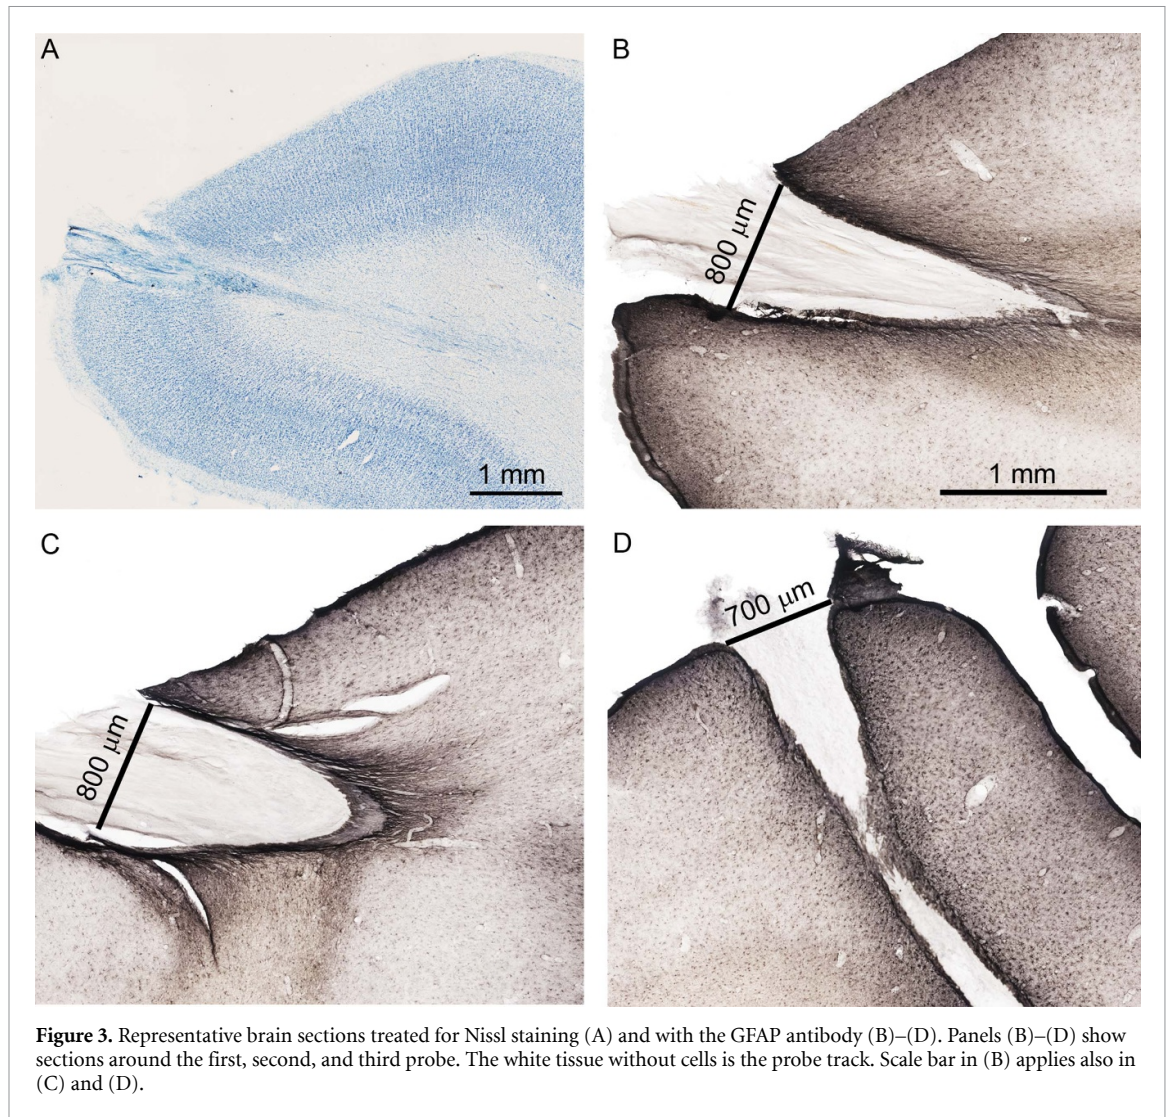 A
B
800 μm
1 mm
1 mm
C
D
700 μm
800 μm
Figure 3. Representative brain sections treated for Nissl staining (A) and with the GFAP antibody (B)–(D). Panels (B)–(D) show
sections around the first, second, and third probe. The white tissue without cells is the probe track. Scale bar in (B) applies also in
(C) and (D).